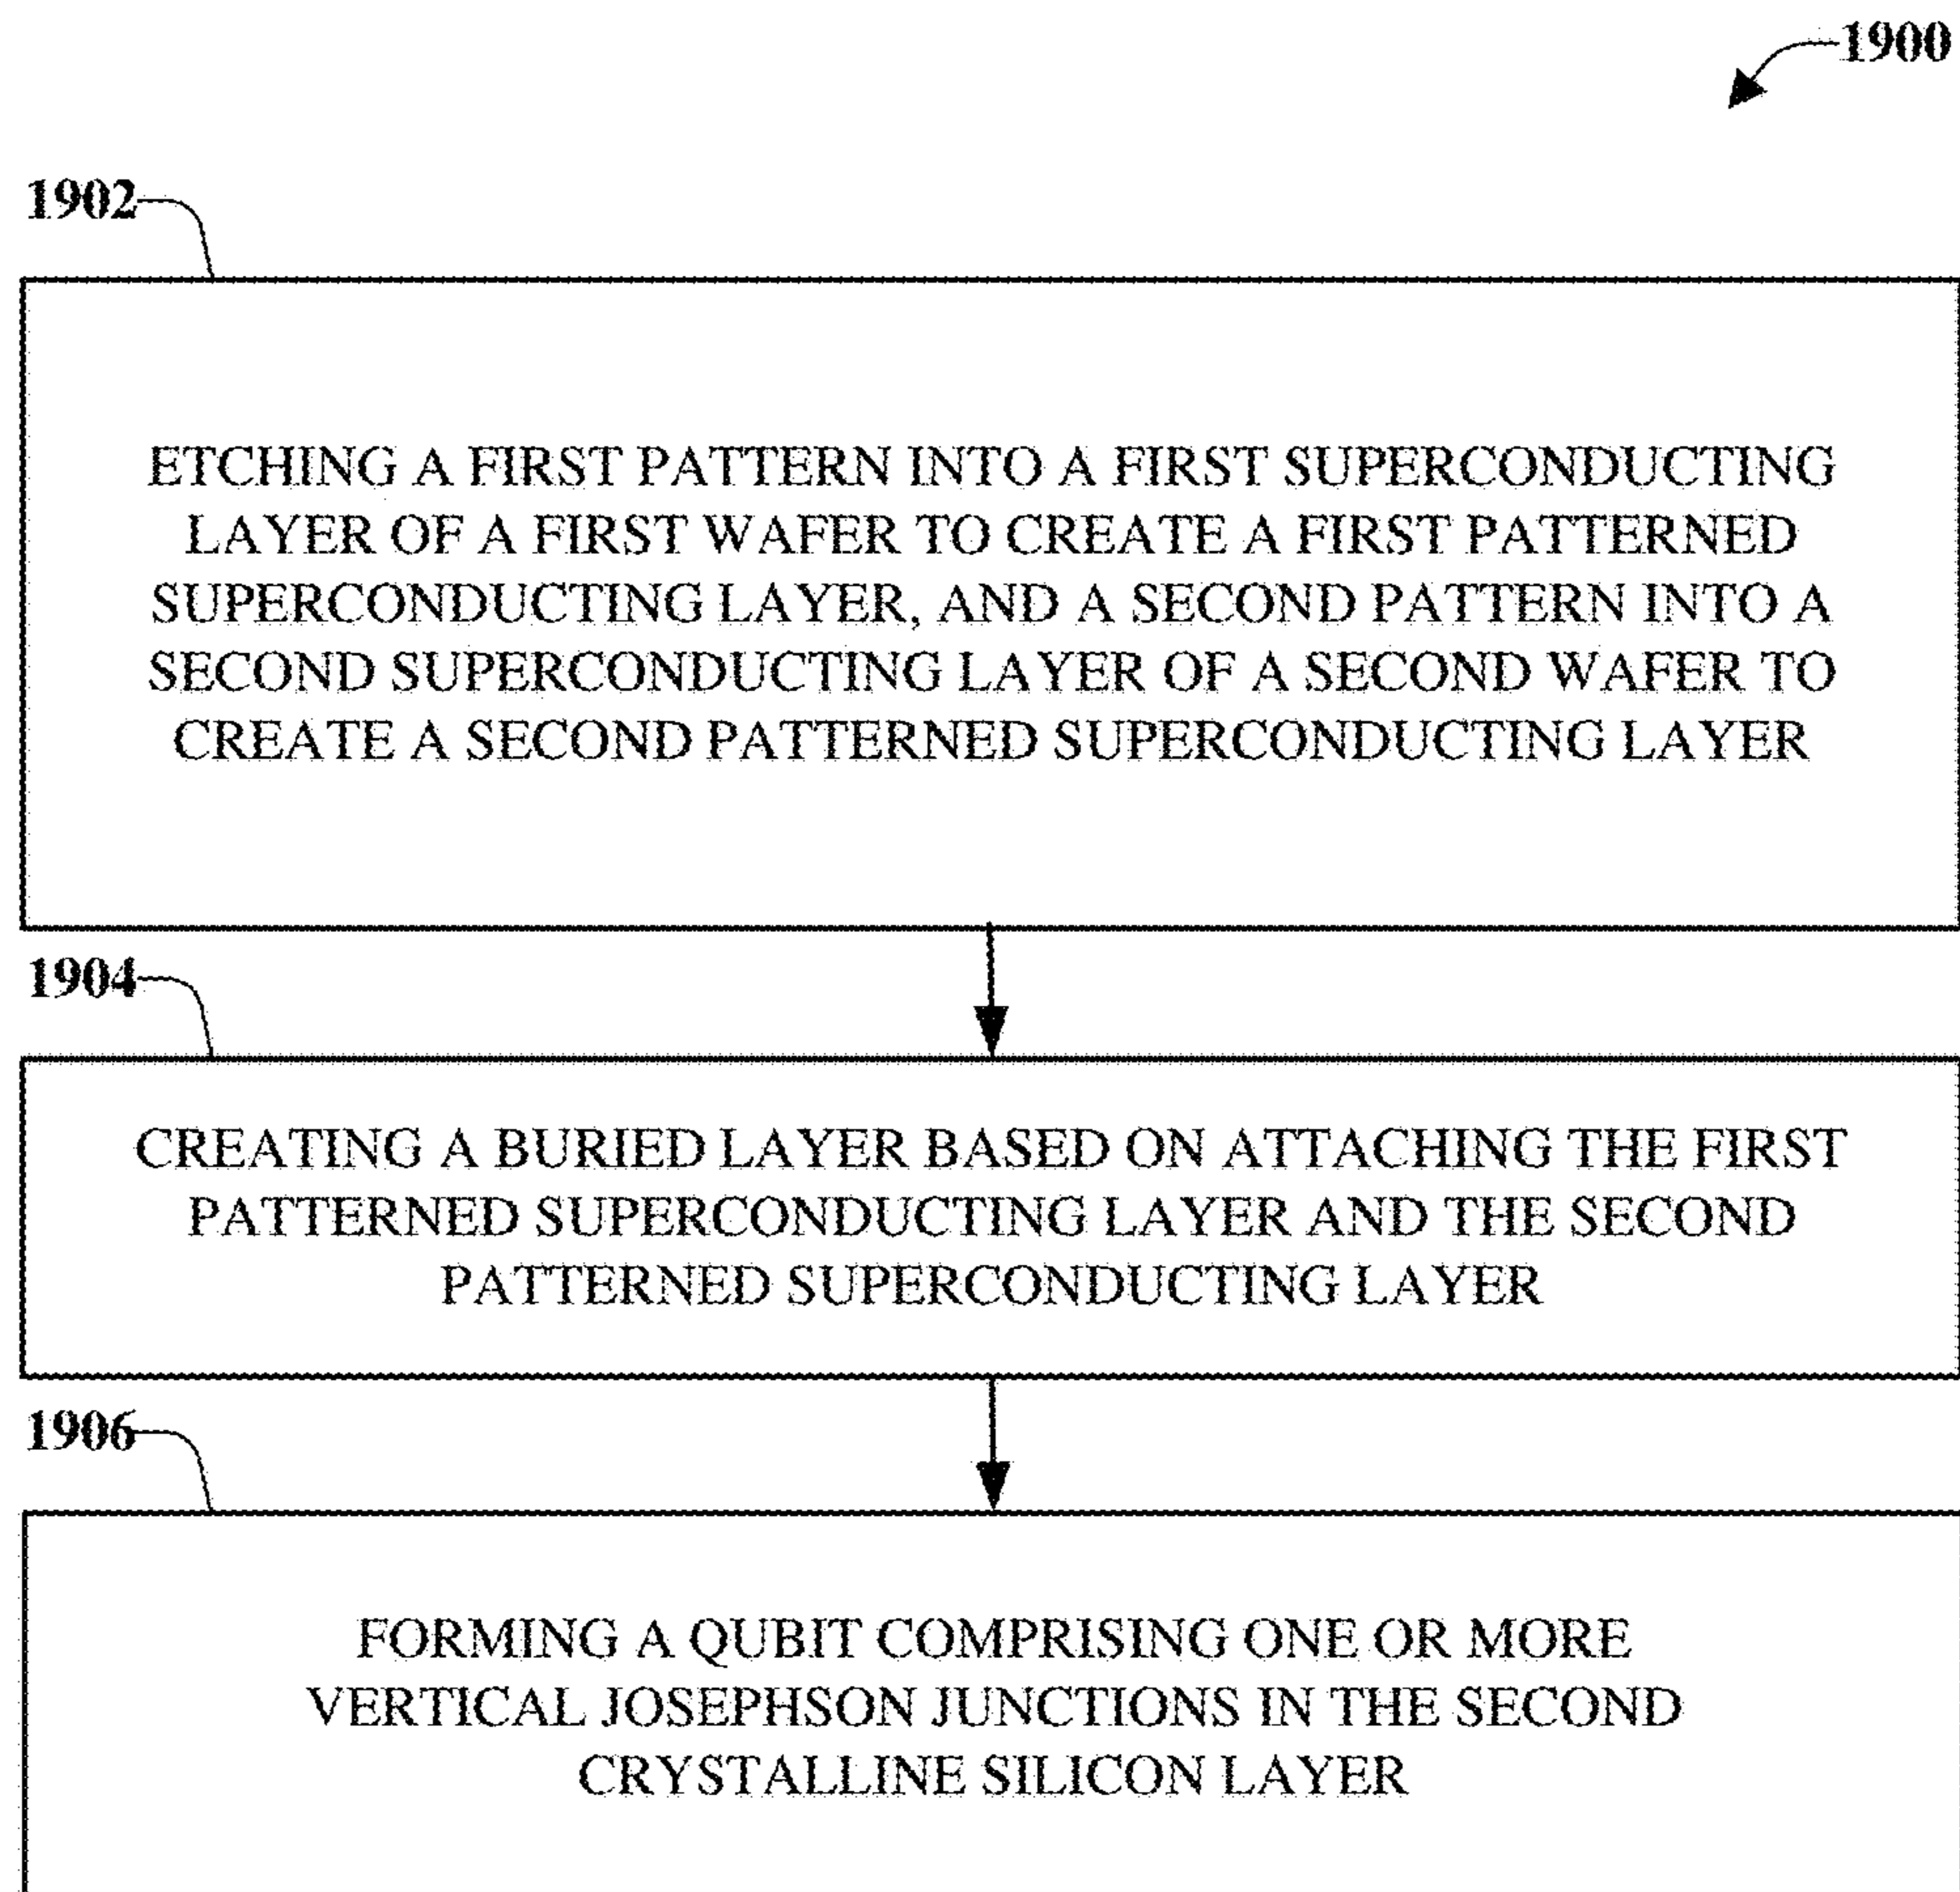 1900
1902
ETCHING A FIRST PATTERN INTO A FIRST SUPERCONDUCTING
LAYER OF A FIRST WAFER TO CREATE A FIRST PATTERNED
SUPERCONDUCTING LAYER, AND A SECOND PATTERN INTO A
SECOND SUPERCONDUCTING LAYER OF A SECOND WAFER TO
CREATE A SECOND PATTERNED SUPERCONDUCTING LAYER
1904
CREATING A BURIED LAYER BASED ON ATTACHING THE FIRST
PATTERNED SUPERCONDUCTING LAYER AND THE SECOND
PATTERNED SUPERCONDUCTING LAYER
1906
FORMING A QUBIT COMPRISING ONE OR MORE
VERTICAL JOSEPHSON JUNCTIONS IN THE SECOND
CRYSTALLINE SILICON LAYER